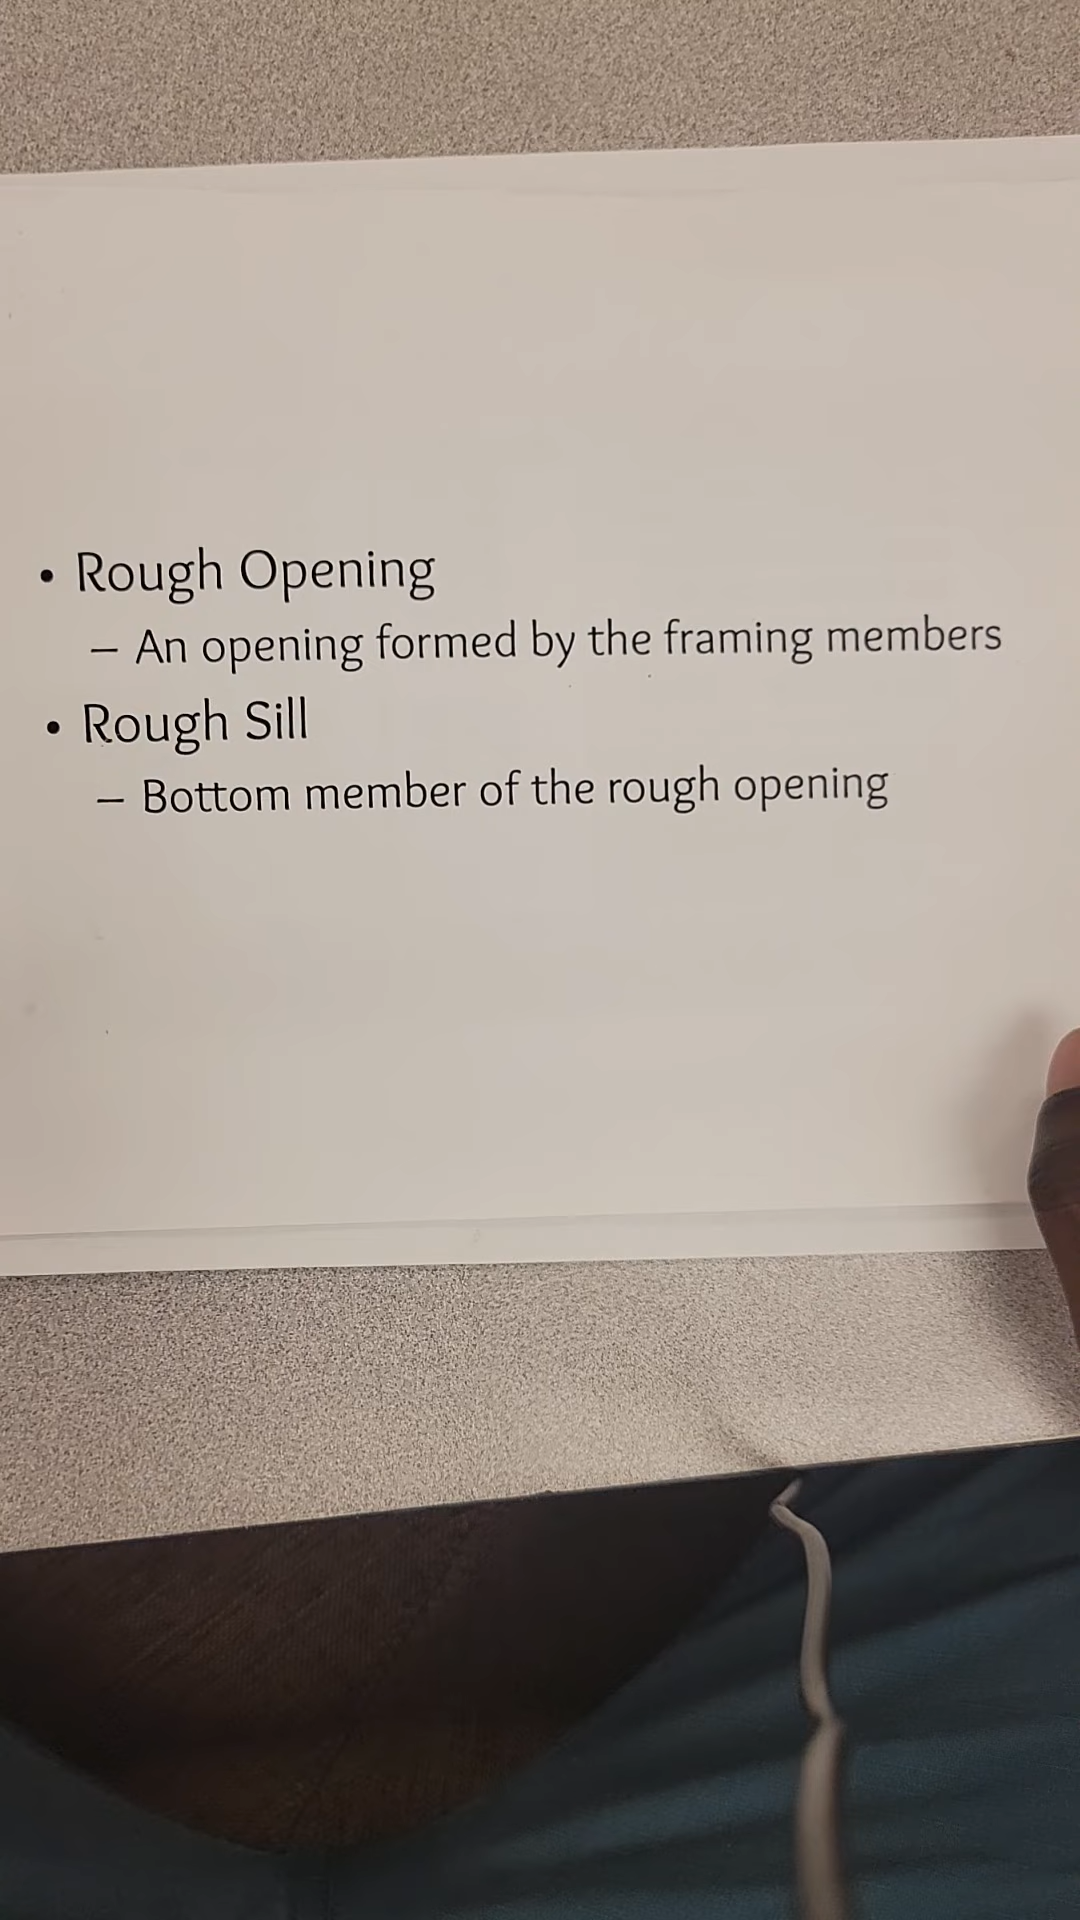 • Rough Opening
– An opening formed by the framing members
• Rough Sill
– Bottom member of the rough opening